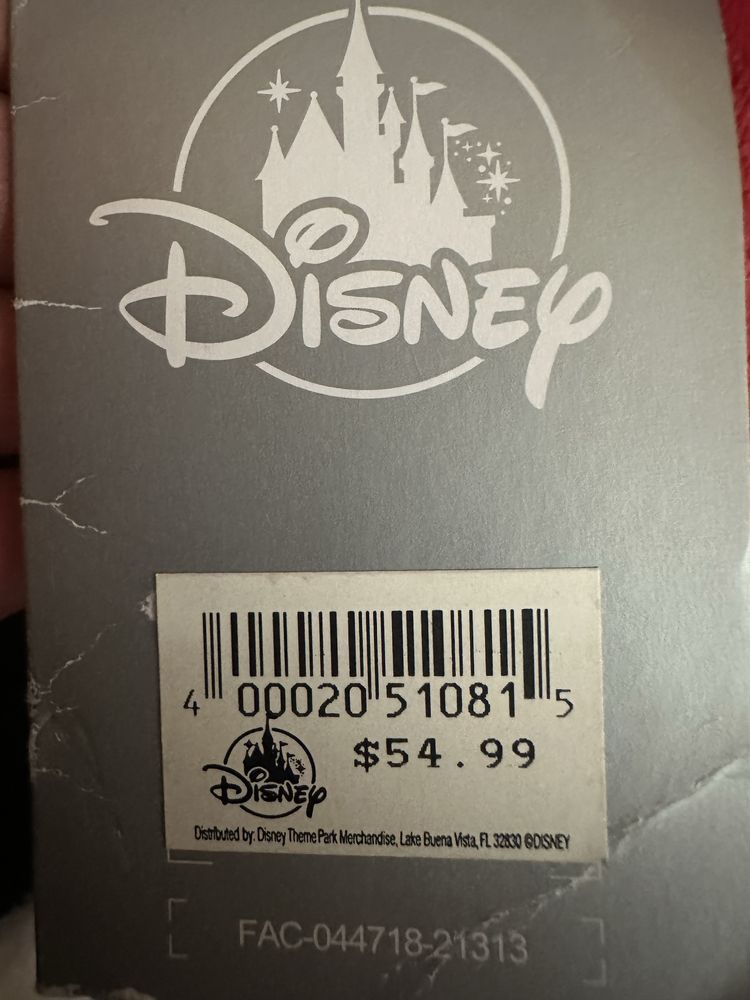 Disney
4 00020 51081 5
$54.99
Disney
Distributed by: Disney Theme Park Merchandise, Lake Buena Vista, FL 32830 ©DISNEY
FAC-044718-21313